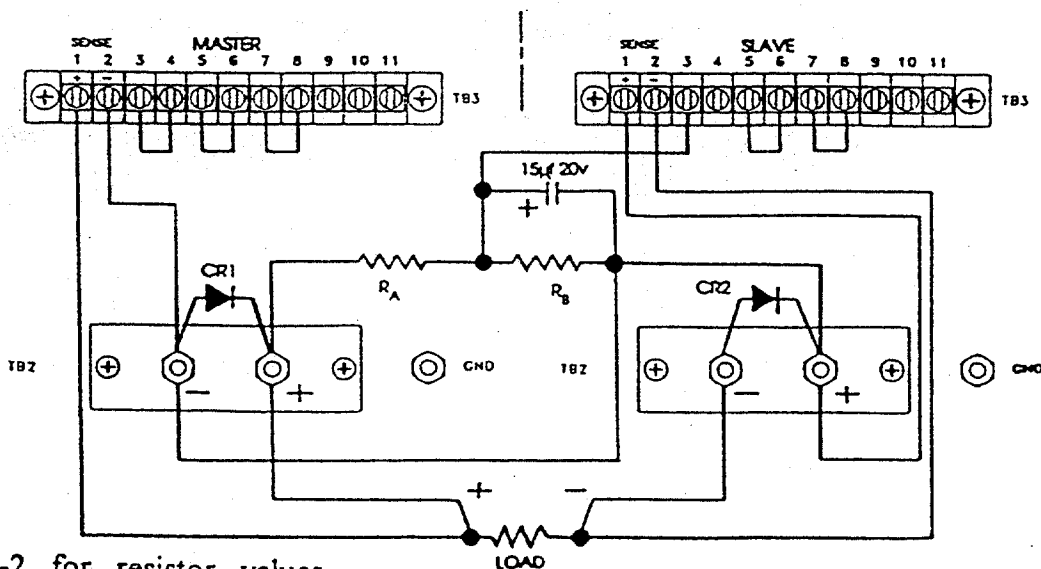 SENSE MASTER
1 2 3 4 5 6 7 8 9 10 11
+ −
TB3
SENSE SLAVE
1 2 3 4 5 6 7 8 9 10 11
+ −
TB3
15µf 20v
+
CR1
R_A
R_B
CR2
TB2
− +
GND
TB2
− +
GND
+ −
LOAD
-2 for resistor values